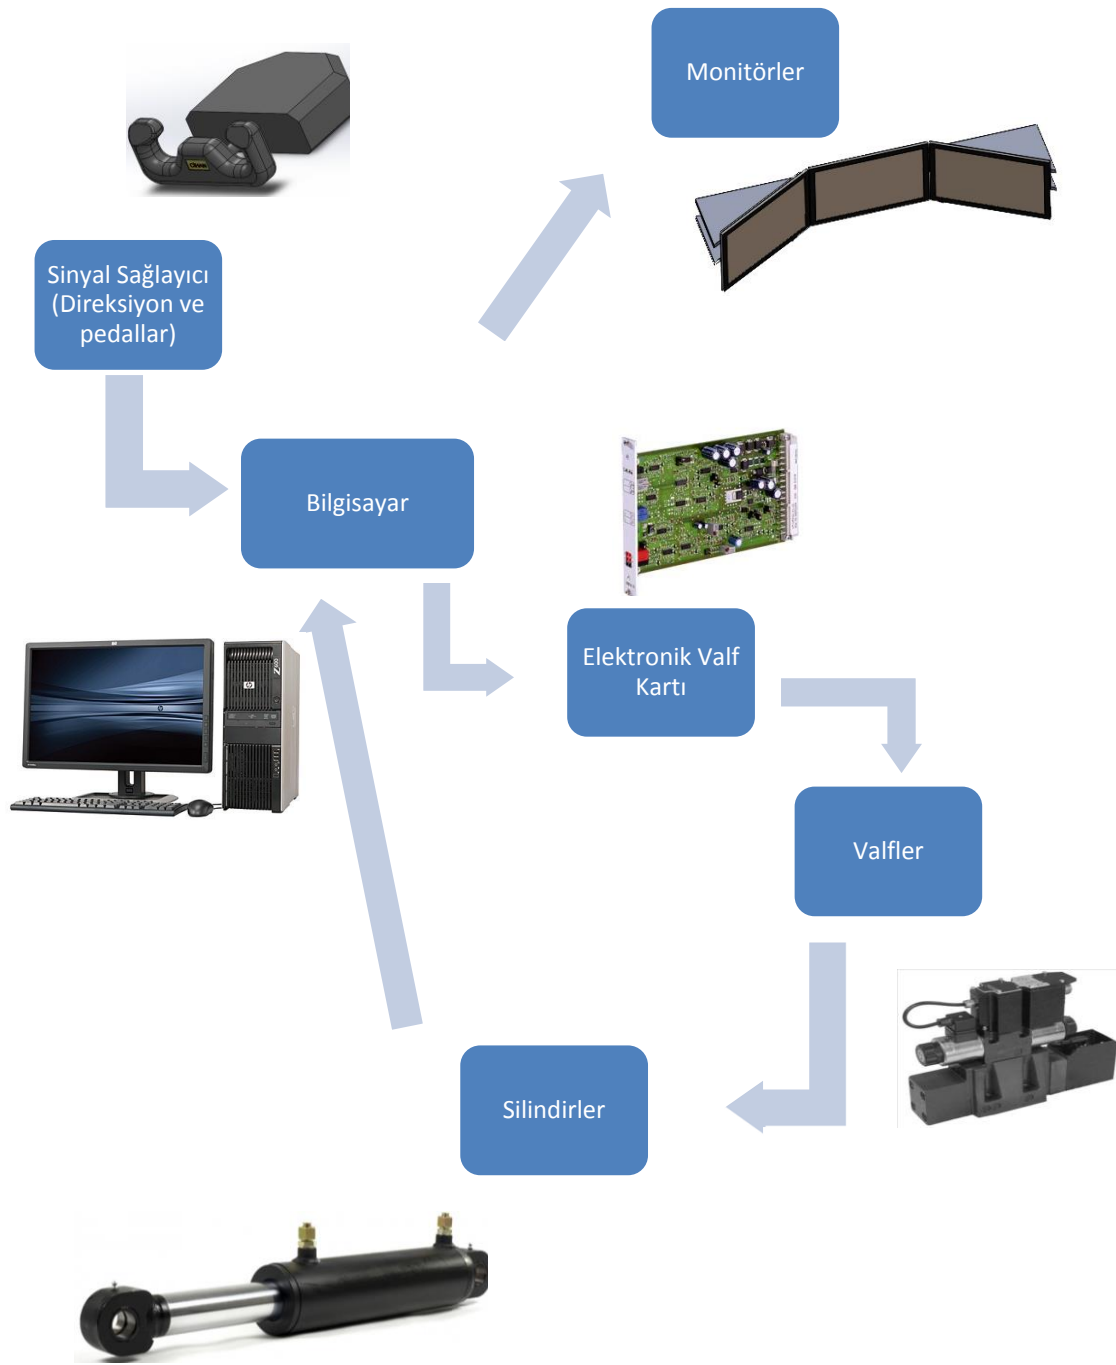 Monitörler
Sinyal Sağlayıcı
(Direksiyon ve
pedallar)
Bilgisayar
Elektronik Valf
Kartı
Valfler
Silindirler